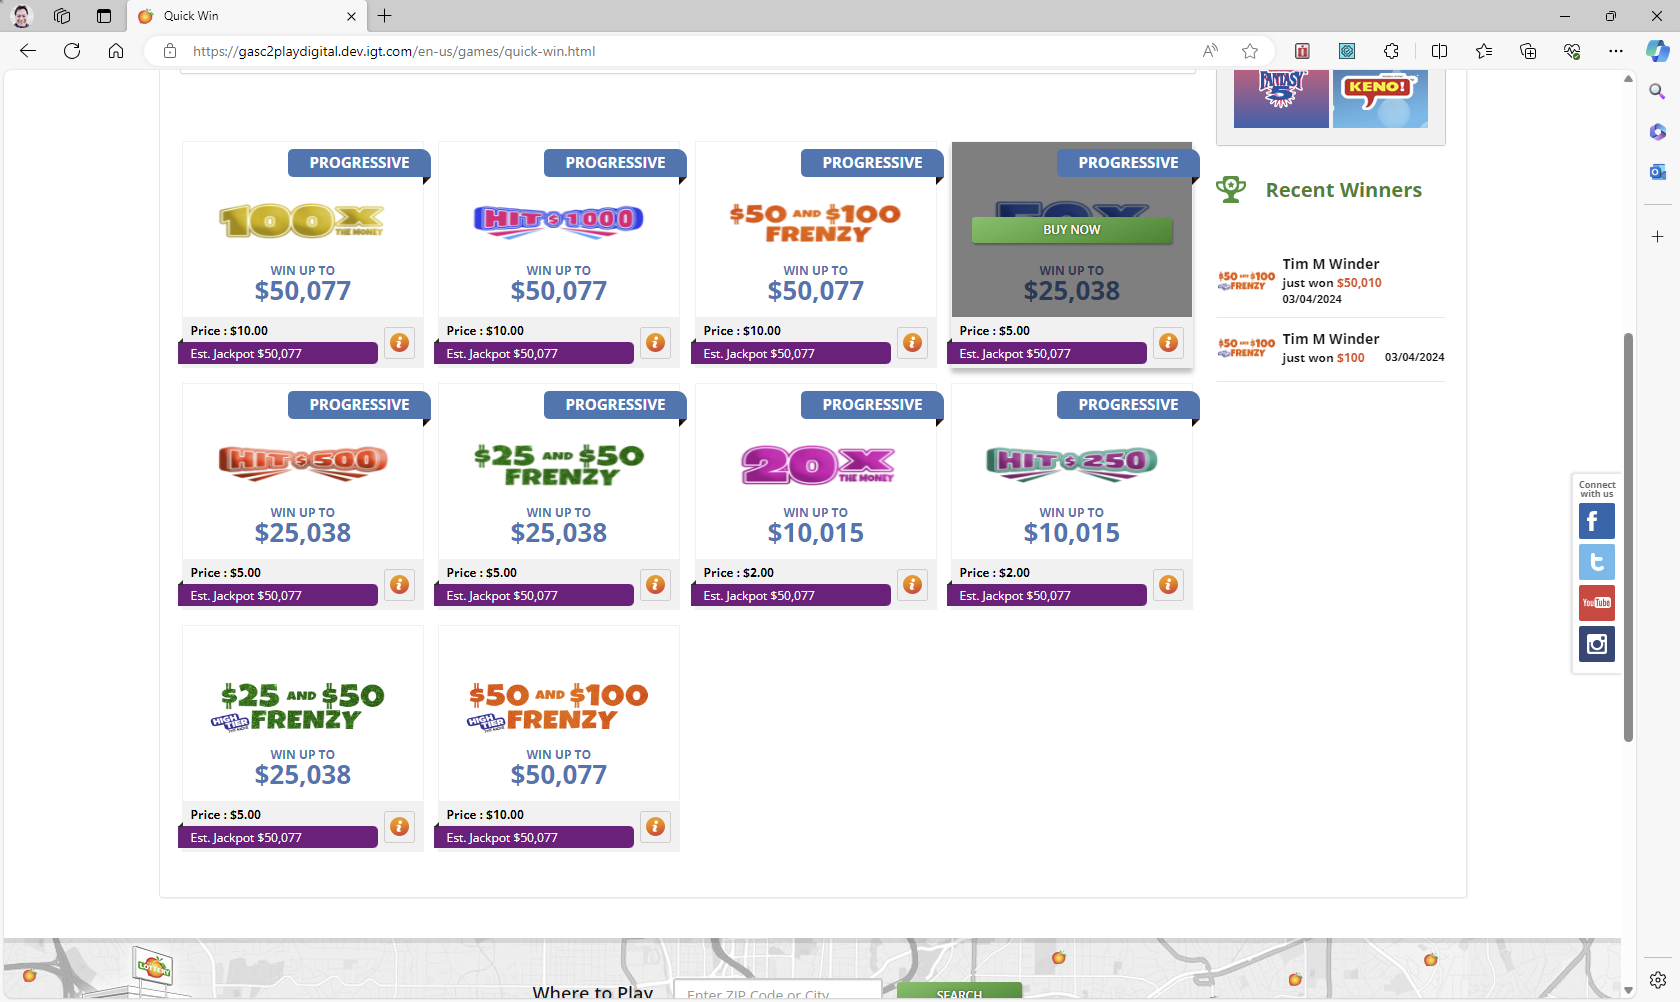 Quick Win
https://gasc2playdigital.dev.igt.com/en-us/games/quick-win.html
FANTASY
5
KENO!
PROGRESSIVE
100X
THE MONEY
WIN UP TO
$50,077
Price : $10.00
Est. Jackpot $50,077
PROGRESSIVE
HIT $1000
WIN UP TO
$50,077
Price : $10.00
Est. Jackpot $50,077
PROGRESSIVE
$50 AND $100
FRENZY
WIN UP TO
$50,077
Price : $10.00
Est. Jackpot $50,077
PROGRESSIVE
BUY NOW
WIN UP TO
$25,038
Price : $5.00
Est. Jackpot $50,077
PROGRESSIVE
HIT $500
WIN UP TO
$25,038
Price : $5.00
Est. Jackpot $50,077
PROGRESSIVE
$25 AND $50
FRENZY
WIN UP TO
$25,038
Price : $5.00
Est. Jackpot $50,077
PROGRESSIVE
20X
THE MONEY
WIN UP TO
$10,015
Price : $2.00
Est. Jackpot $50,077
PROGRESSIVE
HIT $250
WIN UP TO
$10,015
Price : $2.00
Est. Jackpot $50,077
$25 AND $50
HIGH TIER FRENZY
WIN UP TO
$25,038
Price : $5.00
Est. Jackpot $50,077
$50 AND $100
HIGH TIER FRENZY
WIN UP TO
$50,077
Price : $10.00
Est. Jackpot $50,077
Recent Winners
$50 AND $100
FRENZY
Tim M Winder
just won $50,010
03/04/2024
$50 AND $100
FRENZY
Tim M Winder
just won $100 03/04/2024
Connect
with us
YouTube
LOTTERY
Where to Play
Enter ZIP Code or City
SEARCH